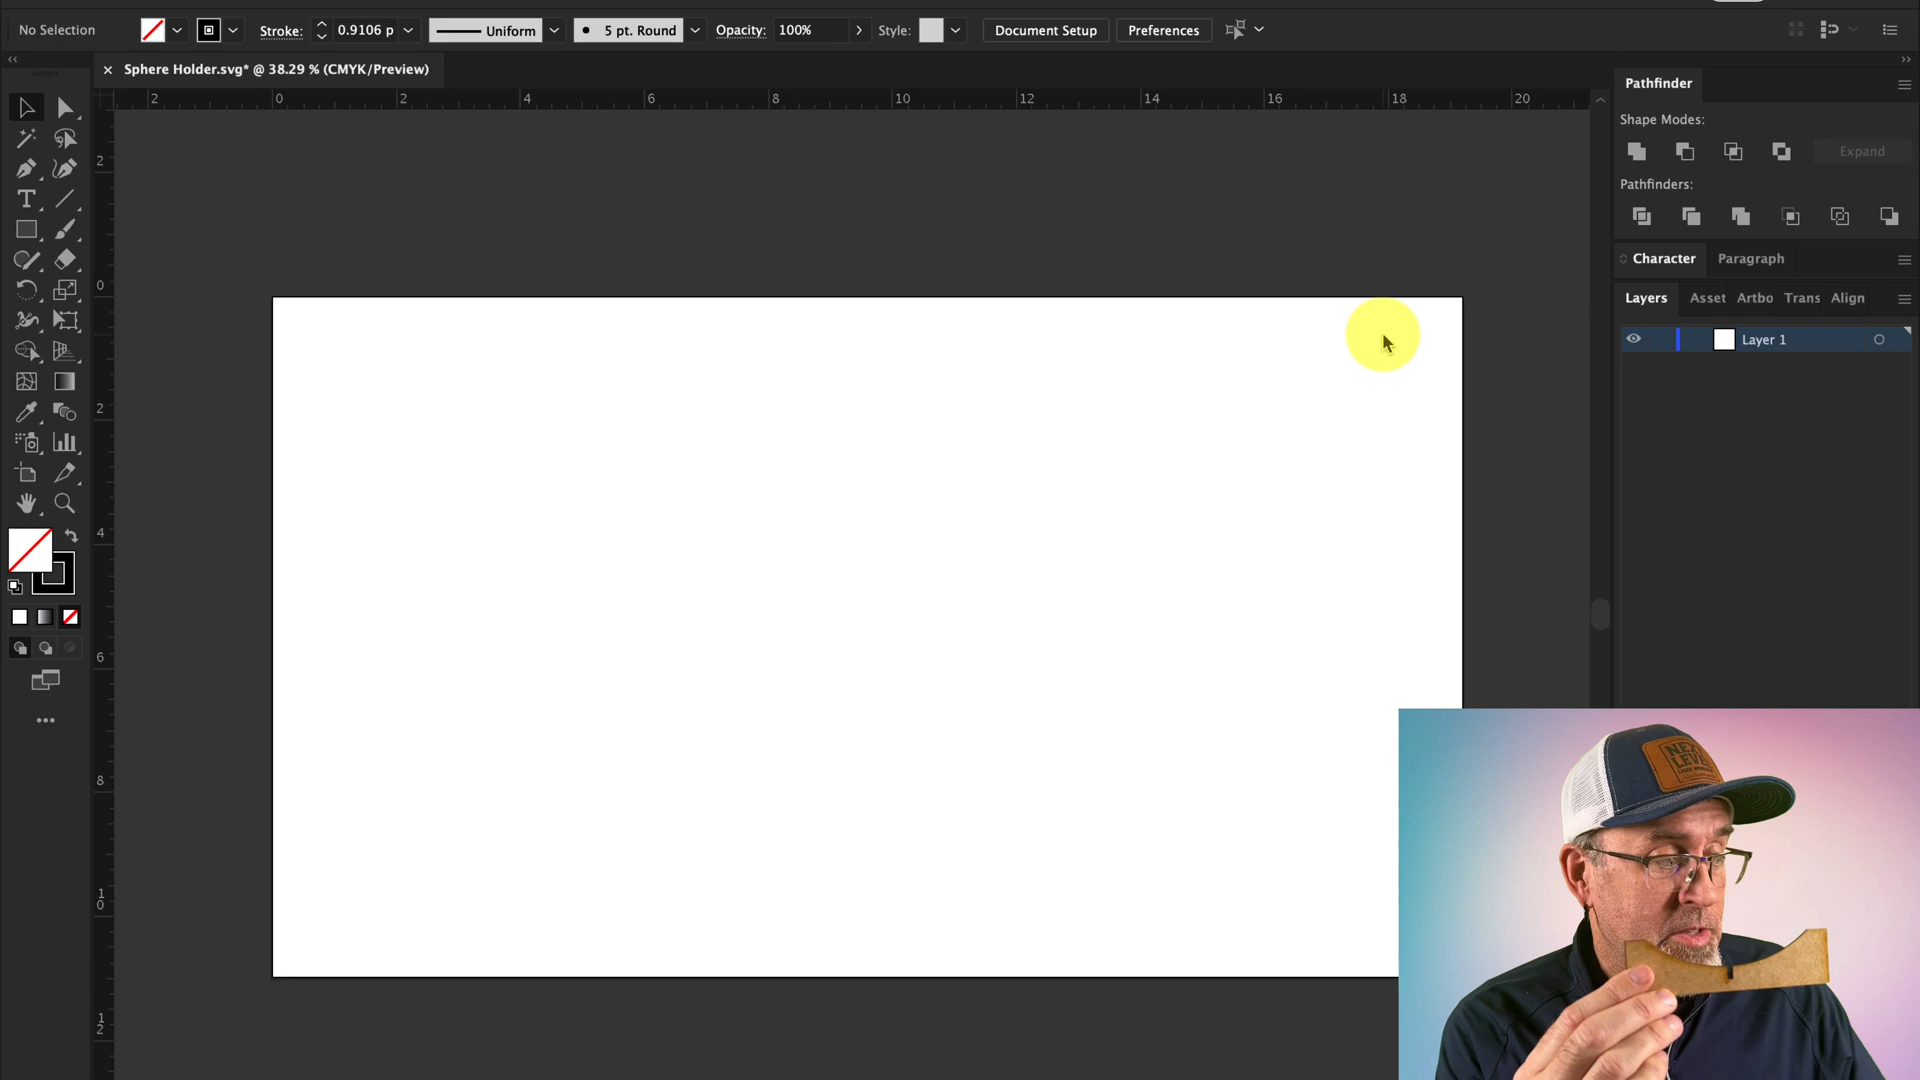 No Selection
Stroke: 0.9106 p Uniform 5 pt. Round Opacity: 100% Style: Document Setup Preferences
Sphere Holder.svg* @ 38.29 % (CMYK/Preview)
2 0 2 4 6 8 10 12 14 16 18 20
2
0
2
4
6
8
10
12
Pathfinder
Shape Modes:
Expand
Pathfinders:
Character Paragraph
Layers Asset Artbo Trans Align
Layer 1
NEXT
LEVEL